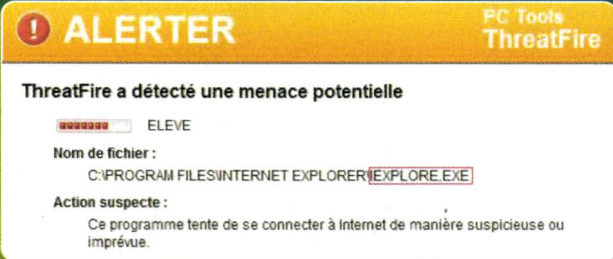 ! ALERTER
PC Tools
ThreatFire
ThreatFire a détecté une menace potentielle
ELEVE
Nom de fichier :
C:\PROGRAM FILES\INTERNET EXPLORER\IEXPLORE.EXE
Action suspecte :
Ce programme tente de se connecter à Internet de manière suspicieuse ou
imprévue.